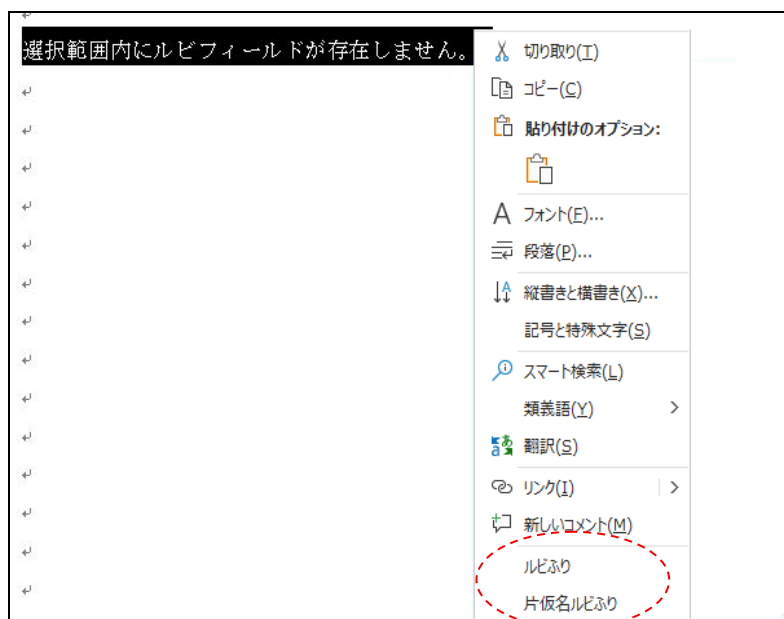 選択範囲内にルビフィールドが存在しません。
切り取り(T)
コピー(C)
貼り付けのオプション:
フォント(F)...
段落(P)...
縦書きと横書き(X)...
記号と特殊文字(S)
スマート検索(L)
類義語(Y)
翻訳(S)
リンク(I)
新しいコメント(M)
ルビふり
片仮名ルビふり